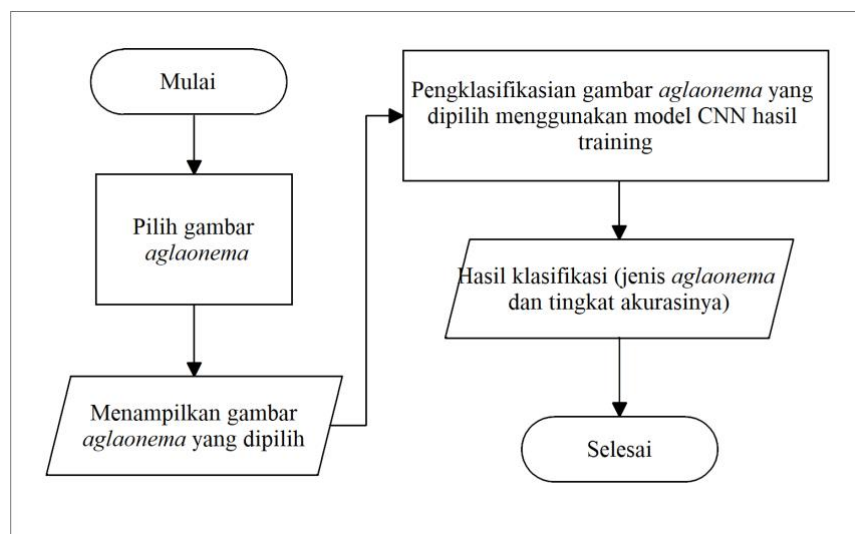 Mulai
Pilih gambar
aglaonema
Menampilkan gambar
aglaonema yang dipilih
Pengklasifikasian gambar aglaonema yang
dipilih menggunakan model CNN hasil
training
Hasil klasifikasi (jenis aglaonema
dan tingkat akurasinya)
Selesai